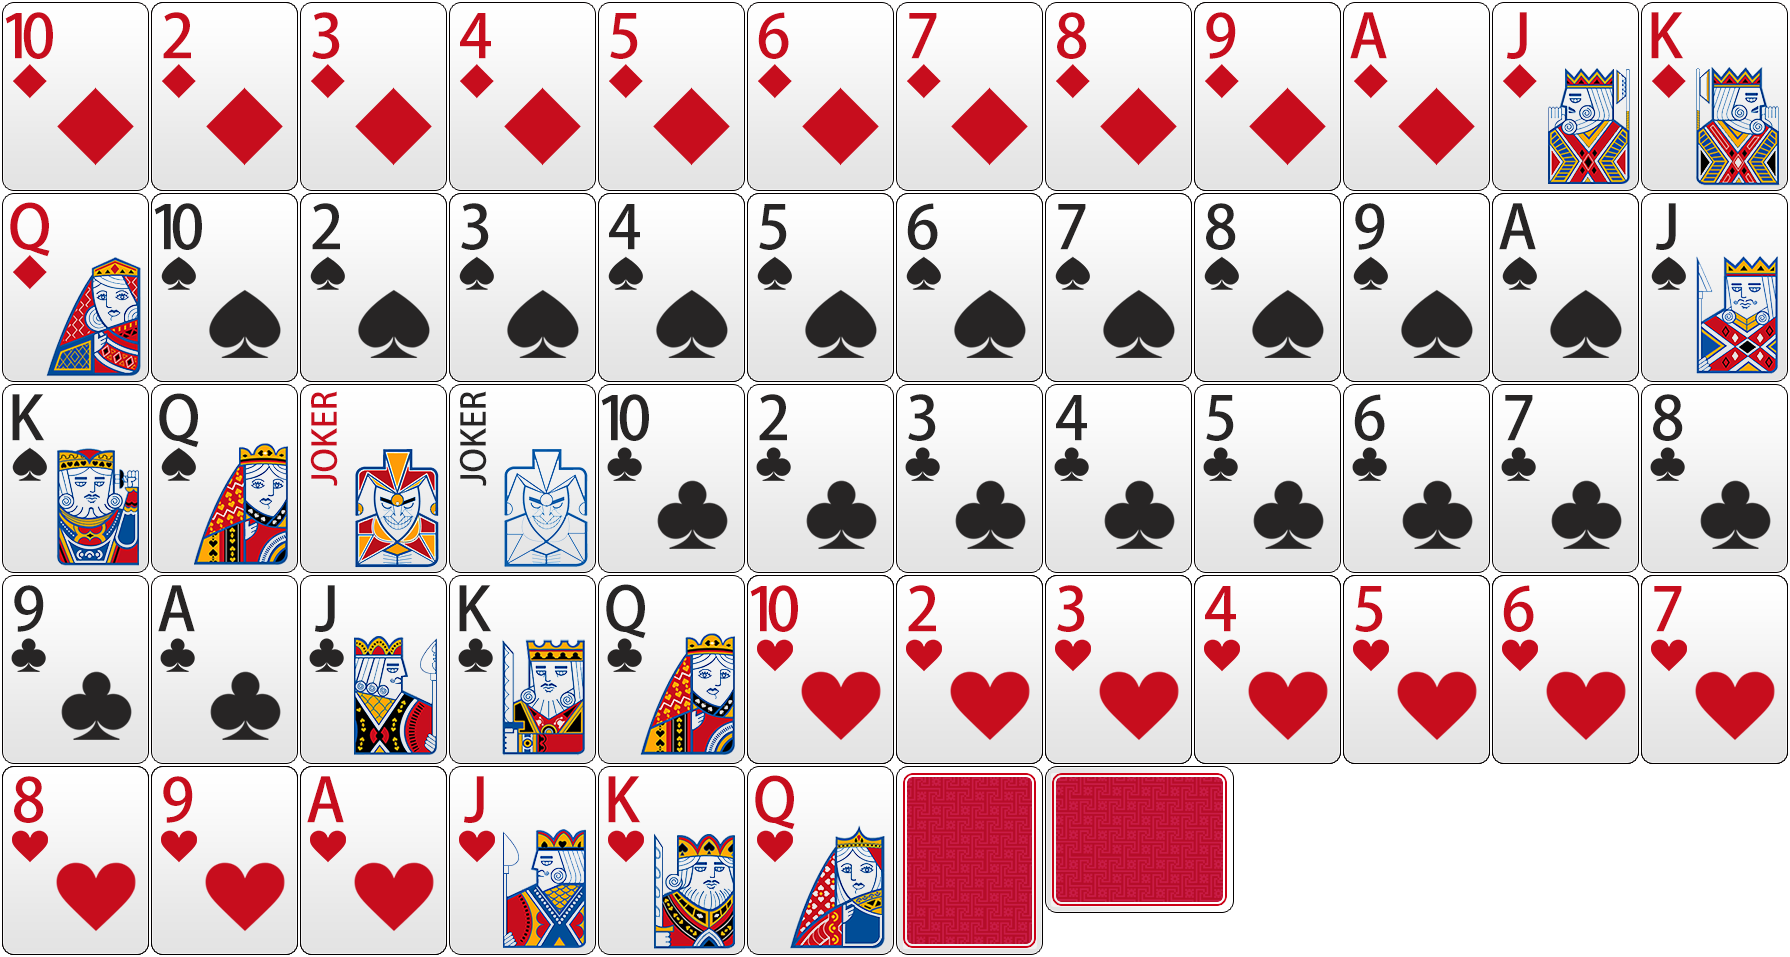 10 2 3 4 5 6 7 8 9 A J K
Q 10 2 3 4 5 6 7 8 9 A J
K Q JOKER JOKER 10 2 3 4 5 6 7 8
9 A J K Q 10 2 3 4 5 6 7
8 9 A J K Q